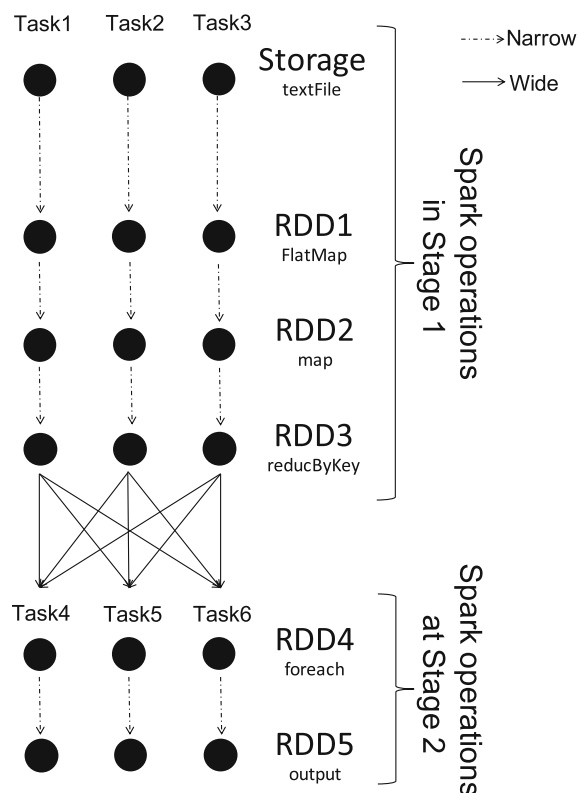 Task1 Task2 Task3
Storage
textFile
Narrow
Wide
RDD1
FlatMap
RDD2
map
RDD3
reducByKey
Spark operations
in Stage 1
Task4 Task5 Task6
RDD4
foreach
RDD5
output
Spark operations
at Stage 2